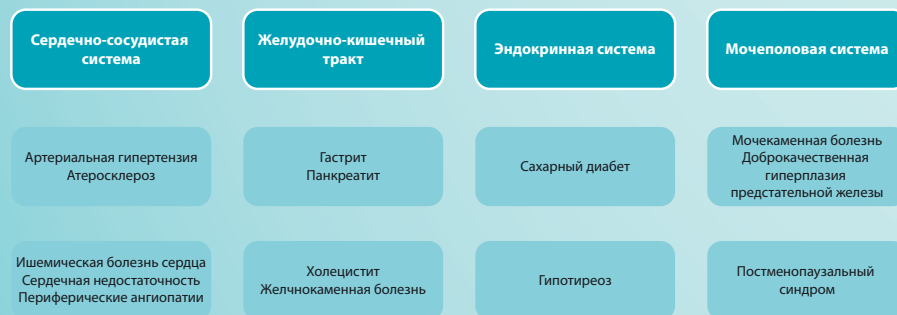 Сердечно-сосудистая
система
Желудочно-кишечный
тракт
Эндокринная система
Мочеполовая система
Артериальная гипертензия
Атеросклероз
Гастрит
Панкреатит
Сахарный диабет
Мочекаменная болезнь
Доброкачественная
гиперплазия
предстательной железы
Ишемическая болезнь сердца
Сердечная недостаточность
Периферические ангиопатии
Холецистит
Желчнокаменная болезнь
Гипотиреоз
Постменопаузальный
синдром